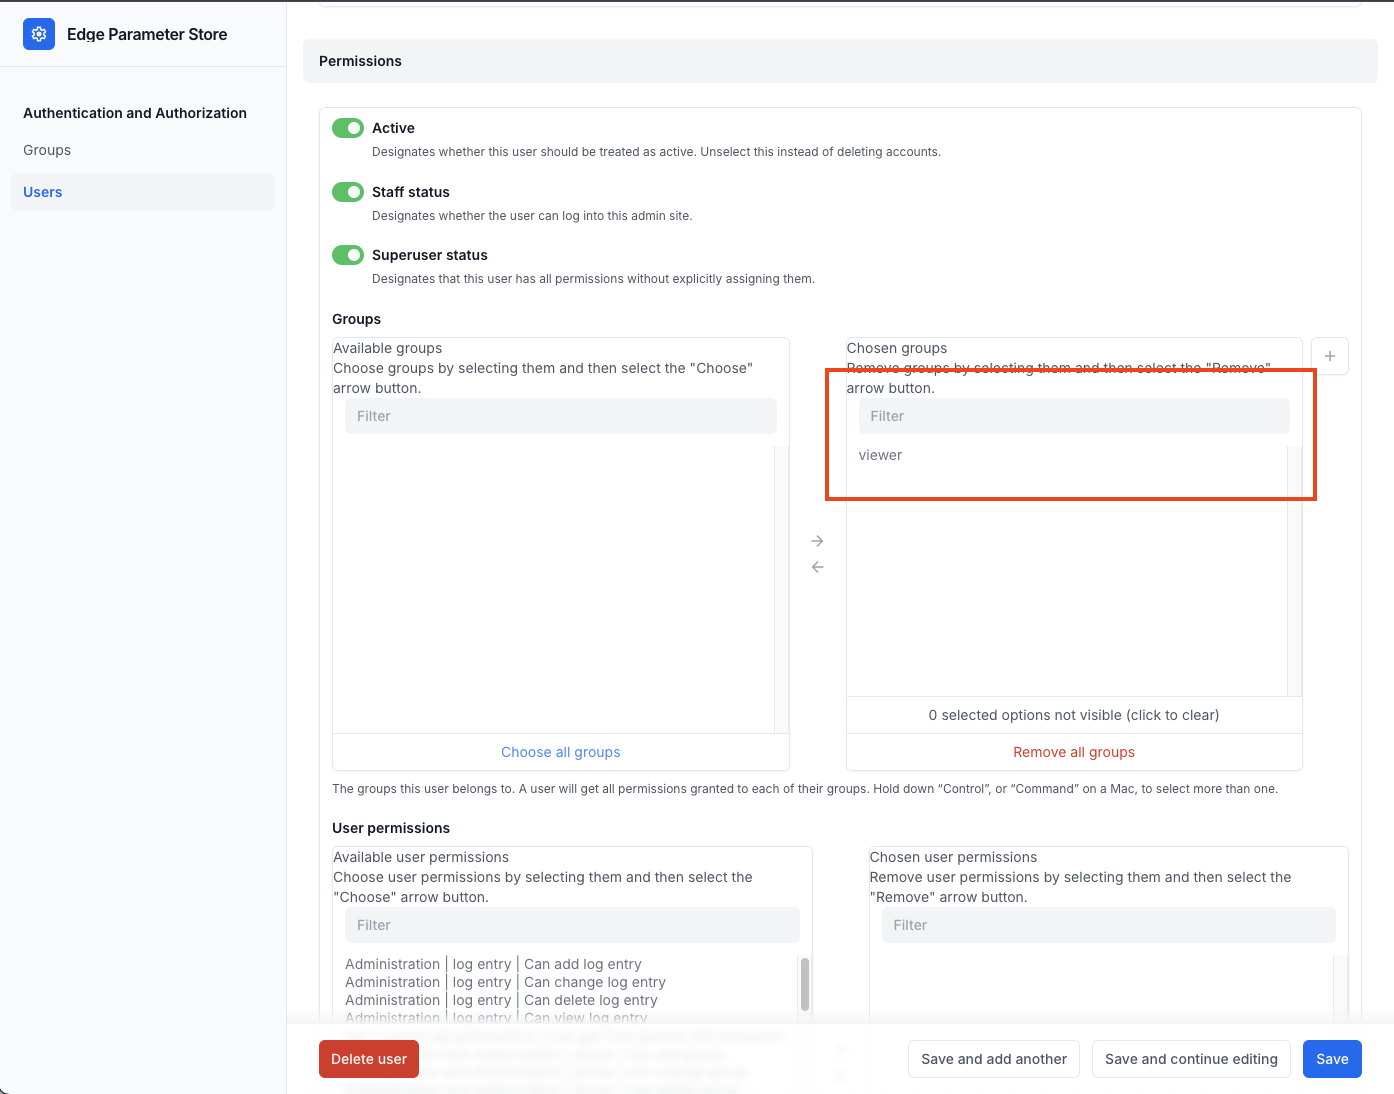 Edge Parameter Store
Authentication and Authorization
Groups
Users
Permissions
Active
Designates whether this user should be treated as active. Unselect this instead of deleting accounts.
Staff status
Designates whether the user can log into this admin site.
Superuser status
Designates that this user has all permissions without explicitly assigning them.
Groups
Available groups
Choose groups by selecting them and then select the "Choose"
arrow button.
Filter
Choose all groups
Chosen groups
Remove groups by selecting them and then select the "Remove"
arrow button.
Filter
viewer
0 selected options not visible (click to clear)
Remove all groups
The groups this user belongs to. A user will get all permissions granted to each of their groups. Hold down “Control”, or “Command” on a Mac, to select more than one.
User permissions
Available user permissions
Choose user permissions by selecting them and then select the
"Choose" arrow button.
Filter
Administration | log entry | Can add log entry
Administration | log entry | Can change log entry
Administration | log entry | Can delete log entry
Administration | log entry | Can view log entry
Chosen user permissions
Remove user permissions by selecting them and then select the
"Remove" arrow button.
Filter
Delete user
Save and add another
Save and continue editing
Save